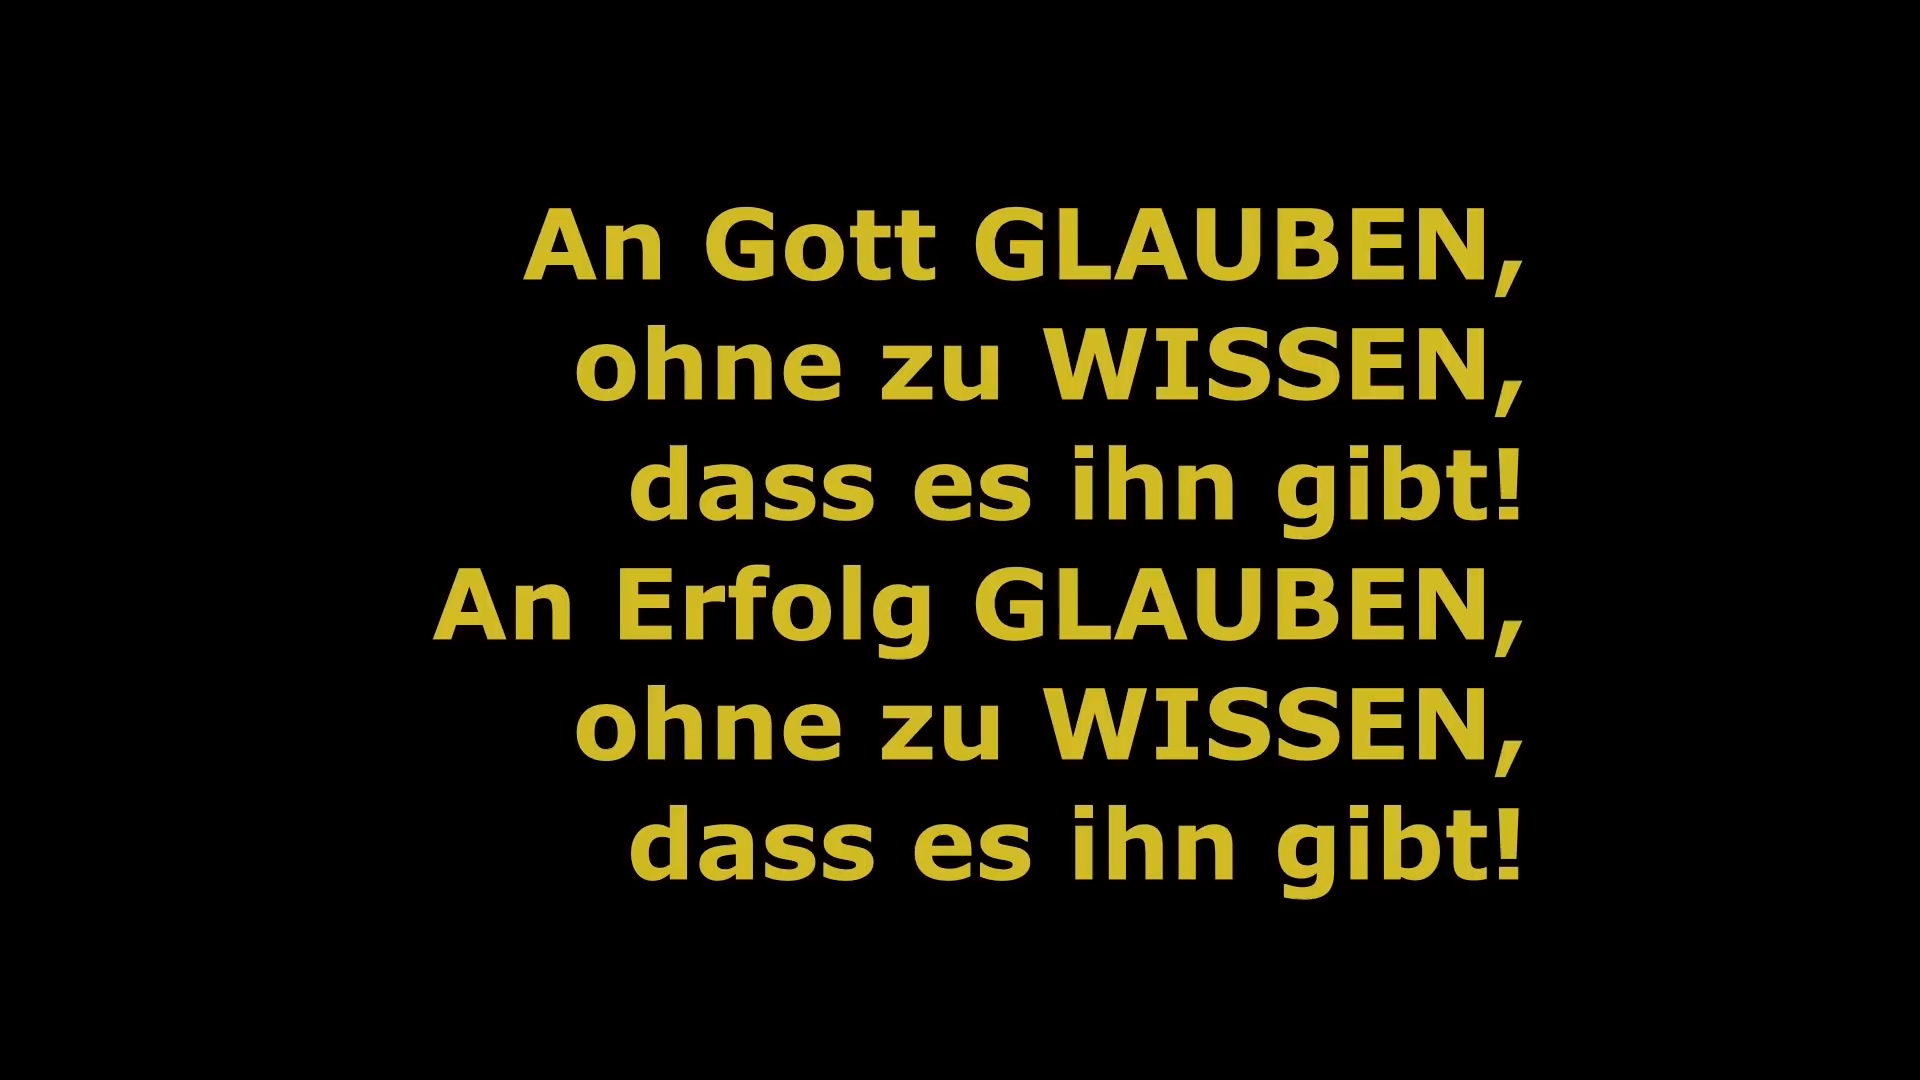 An Gott GLAUBEN,
ohne zu WISSEN,
dass es ihn gibt!
An Erfolg GLAUBEN,
ohne zu WISSEN,
dass es ihn gibt!